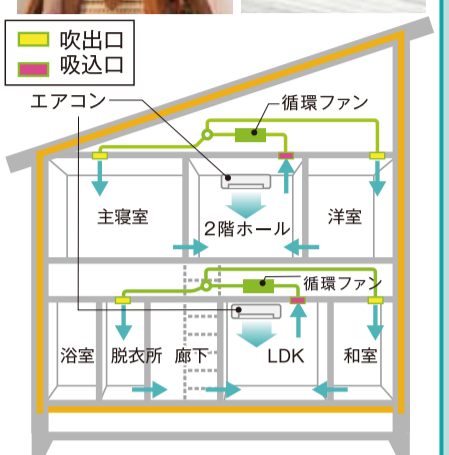 吹出口
吸込口
エアコン
循環ファン
主寝室
2階ホール
洋室
循環ファン
浴室
脱衣所
廊下
LDK
和室